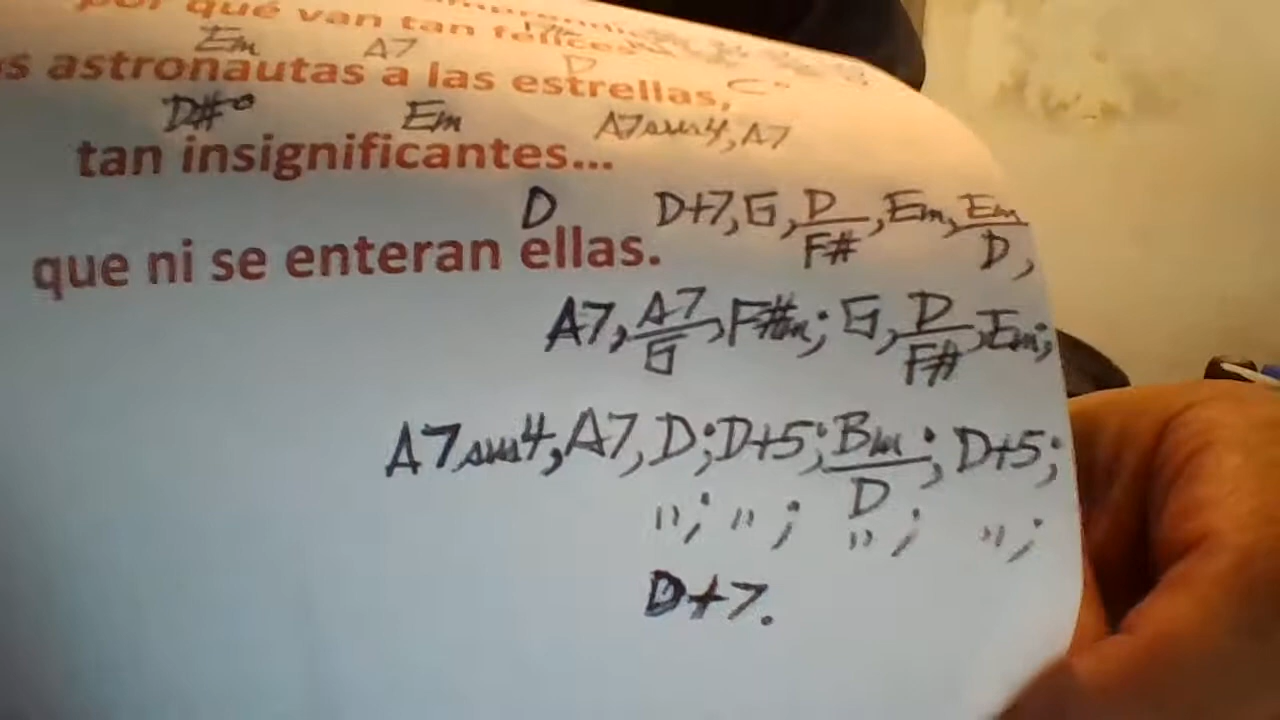 por qué van tan felices
Em A7 D
s astronautas a las estrellas, C°
D#° Em A7sus4, A7
tan insignificantes...
D D+7, G, D/F#, Em, Em/D,
que ni se enteran ellas.
A7, A7/G, F#m; G, D/F#, Em;
A7sus4, A7, D; D+5; Bm/D; D+5;
"; "; "; ";
D+7.